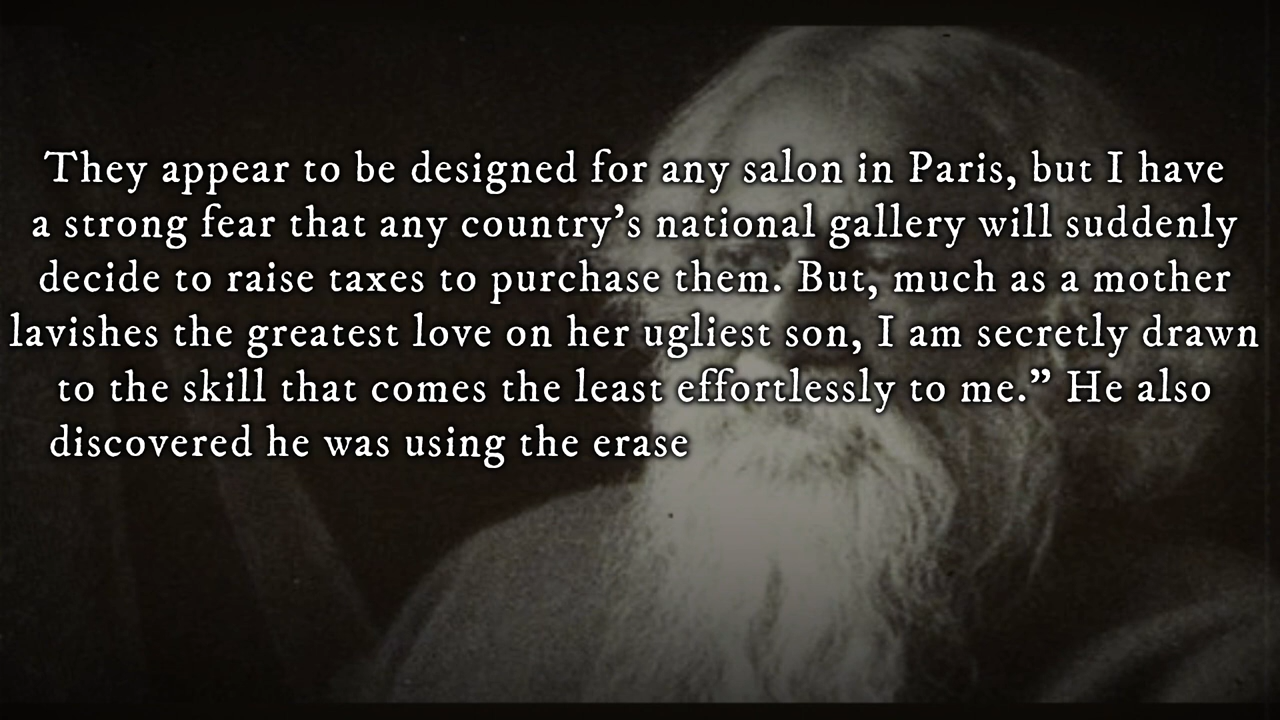 They appear to be designed for any salon in Paris, but I have
a strong fear that any country’s national gallery will suddenly
decide to raise taxes to purchase them. But, much as a mother
lavishes the greatest love on her ugliest son, I am secretly drawn
to the skill that comes the least effortlessly to me.” He also
discovered he was using the erase